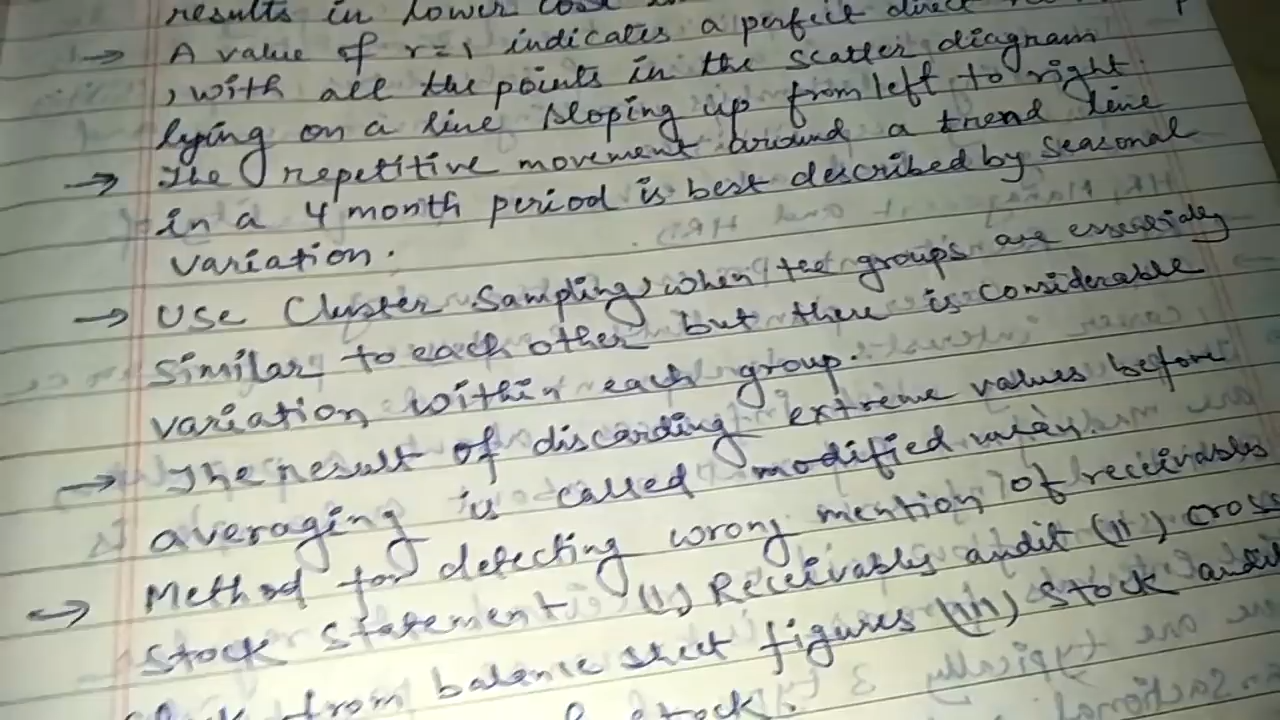 results in lower cost
→ A value of r=1 indicates a perfect direct
, with all the points in the scatter diagram
lying on a line sloping up from left to right.
→ The repetitive movement around a trend line
in a 4 month period is best described by seasonal
variation.
→ Use Cluster Sampling, when the groups are essentially
similar to each other but there is considerable
variation within each group.
→ The result of discarding extreme values before
averaging is called modified mean.
→ Method for detecting wrong mention of receivables
stock statement (i) Receivables audit (ii) cross
from balance sheet figures (iii) Stock audit
stock